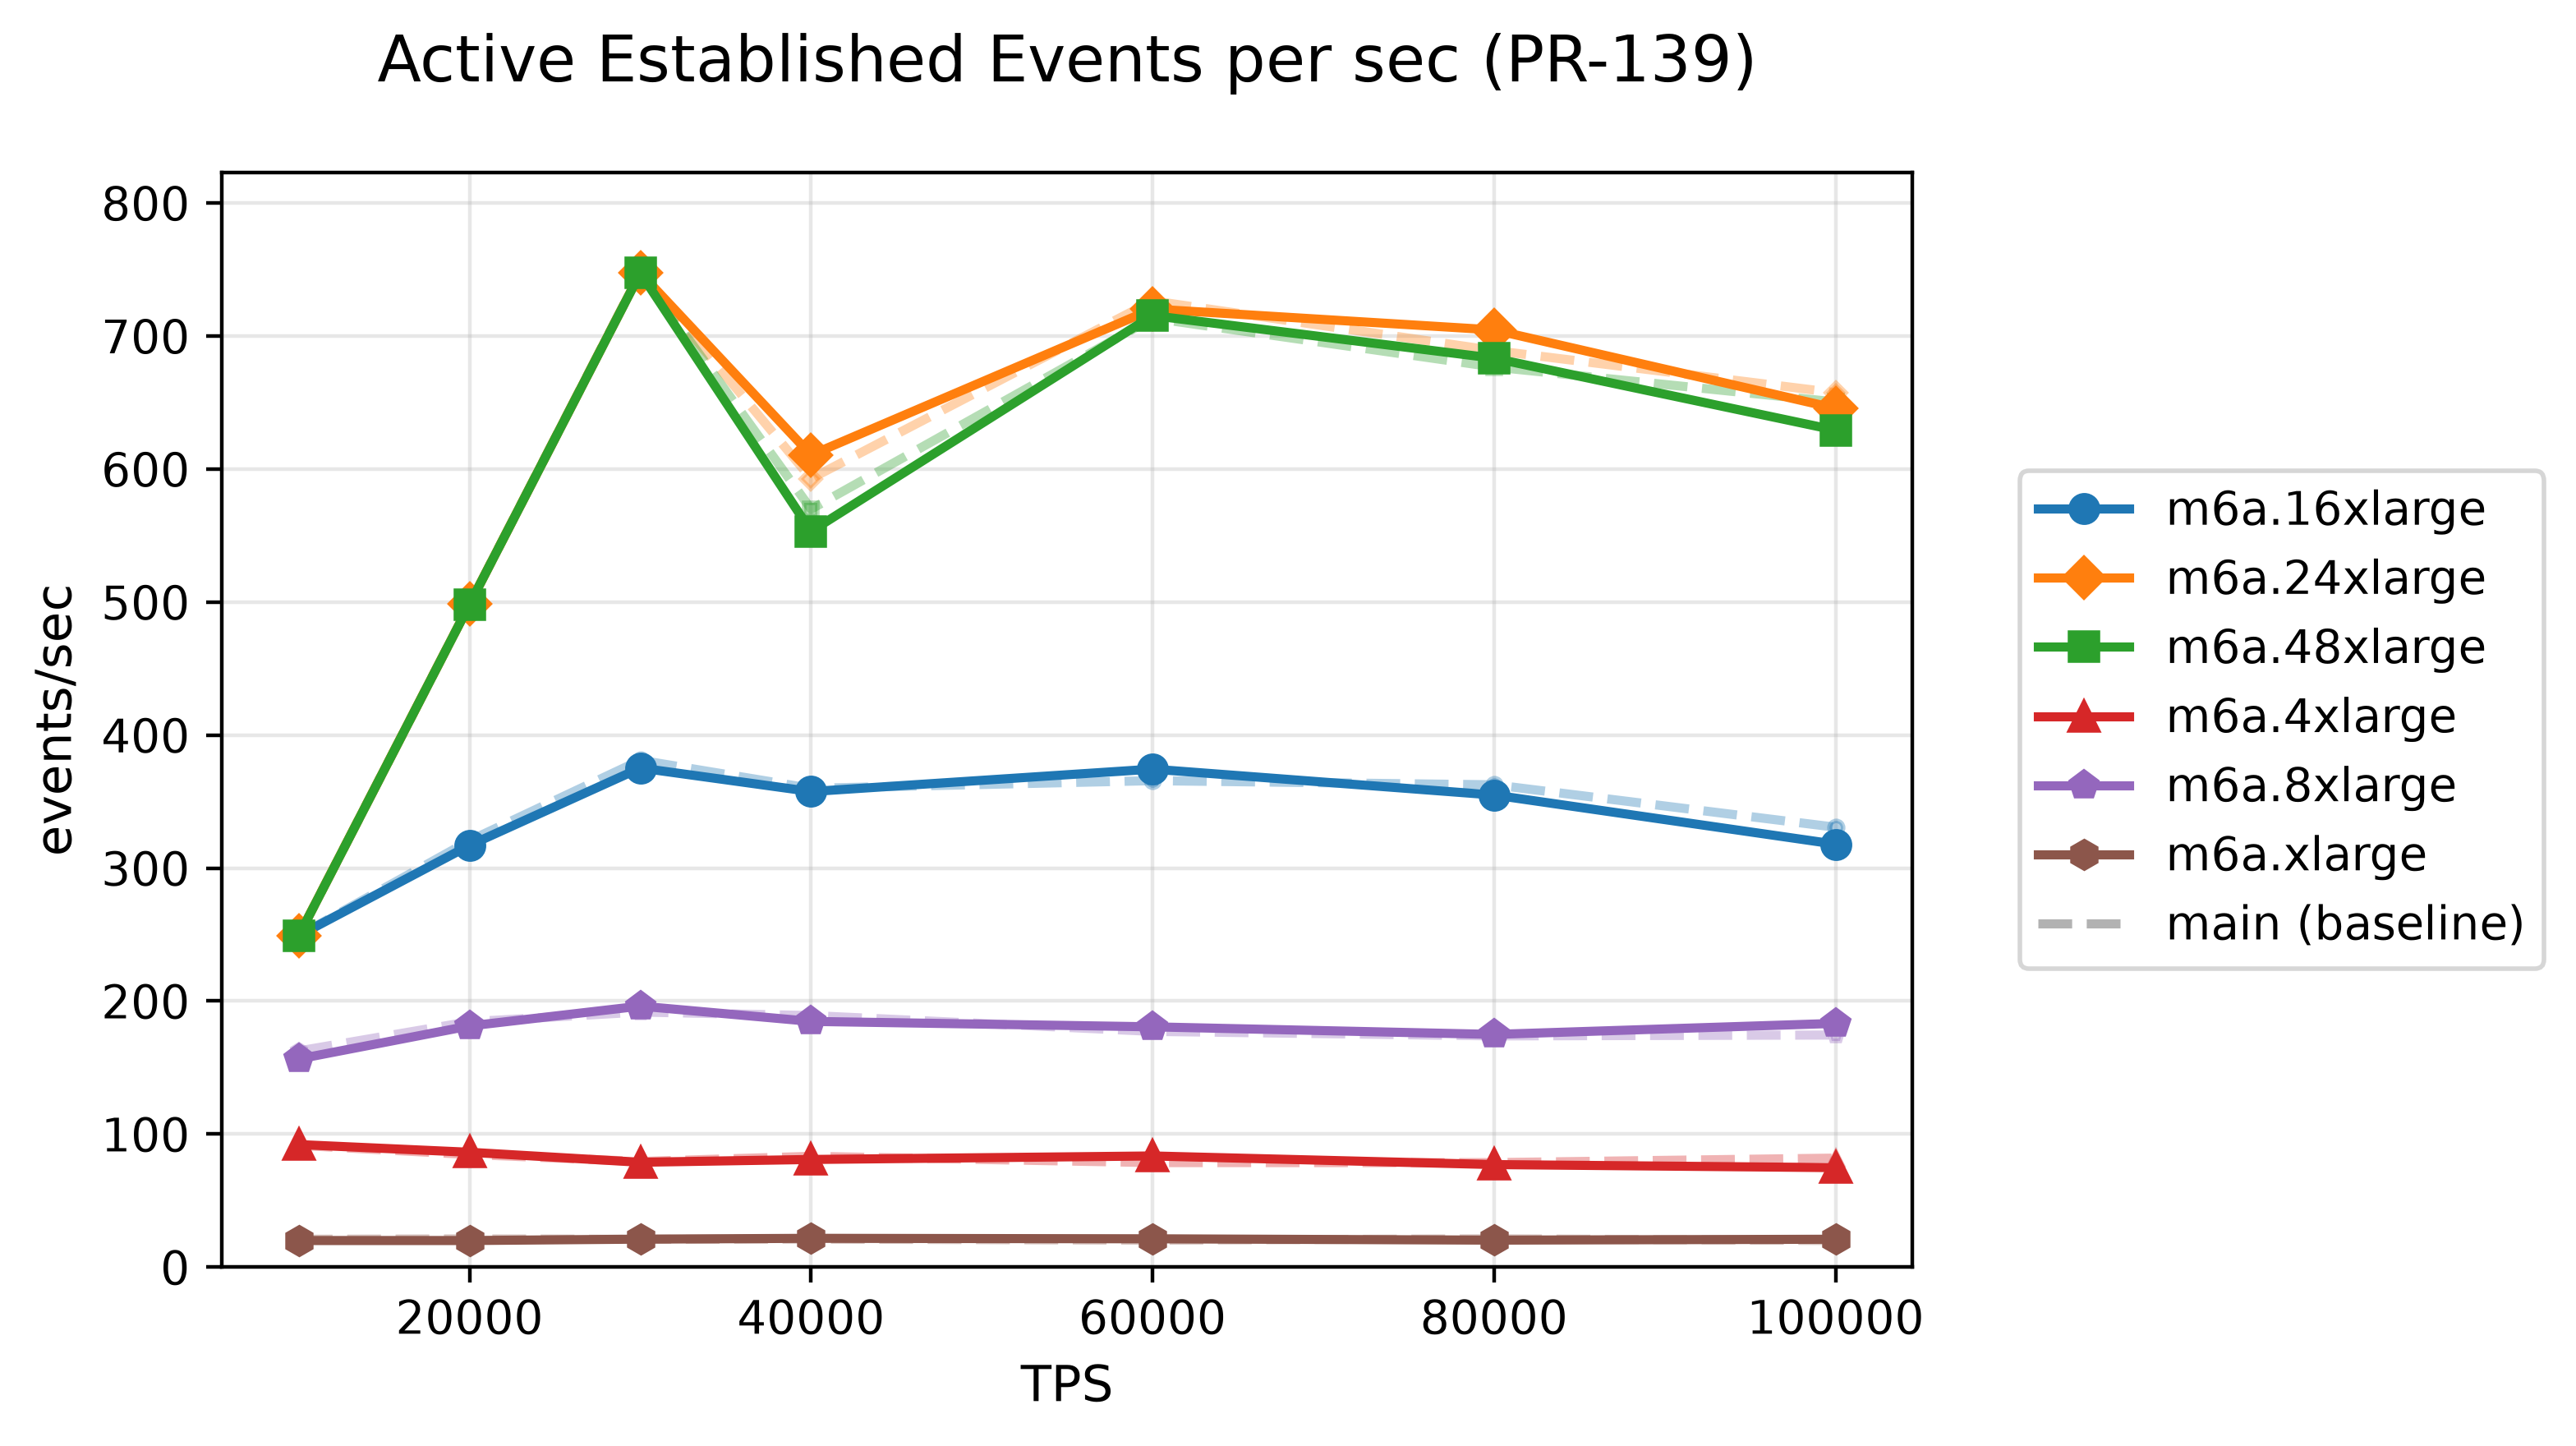 Active Established Events per sec (PR-139)
800
700
600
500
400
300
200
100
0
events/sec
20000 40000 60000 80000 100000
TPS
m6a.16xlarge
m6a.24xlarge
m6a.48xlarge
m6a.4xlarge
m6a.8xlarge
m6a.xlarge
main (baseline)